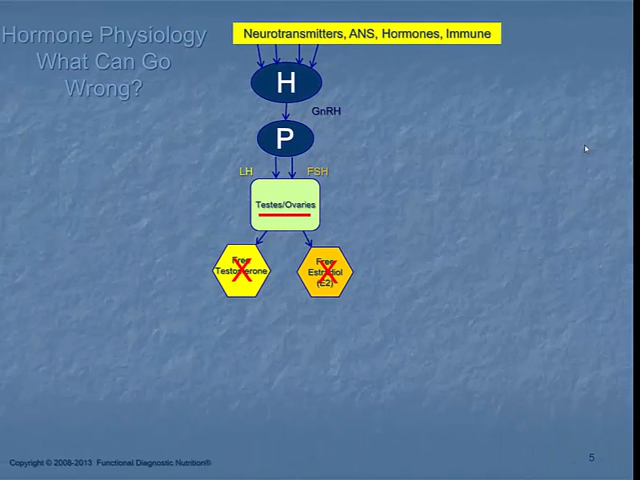 Hormone Physiology
What Can Go
Wrong?
Neurotransmitters, ANS, Hormones, Immune
H
GnRH
P
LH
FSH
Testes/Ovaries
Free
Testosterone
X
Free
Estradiol
(E2)
X
5
Copyright © 2008-2013 Functional Diagnostic Nutrition®